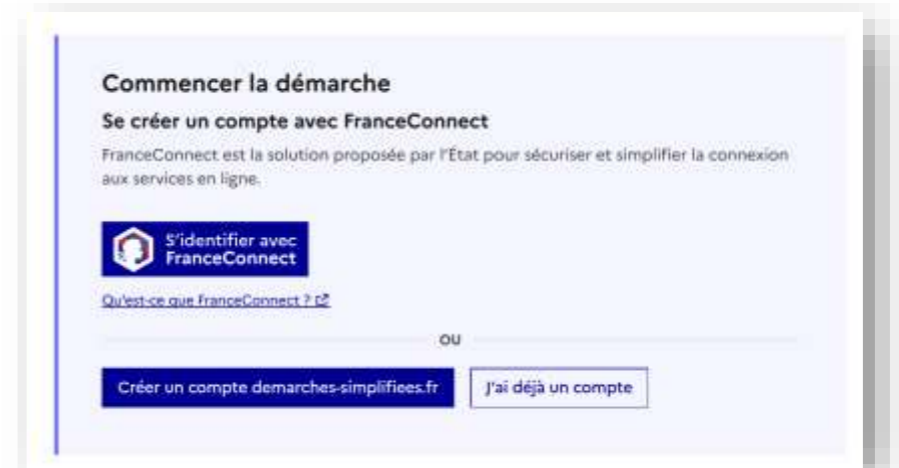 Commencer la démarche
Se créer un compte avec FranceConnect
FranceConnect est la solution proposée par l'État pour sécuriser et simplifier la connexion
aux services en ligne.
S'identifier avec
FranceConnect
Qu'est-ce que FranceConnect ?
OU
Créer un compte demarches-simplifiees.fr
J'ai déjà un compte